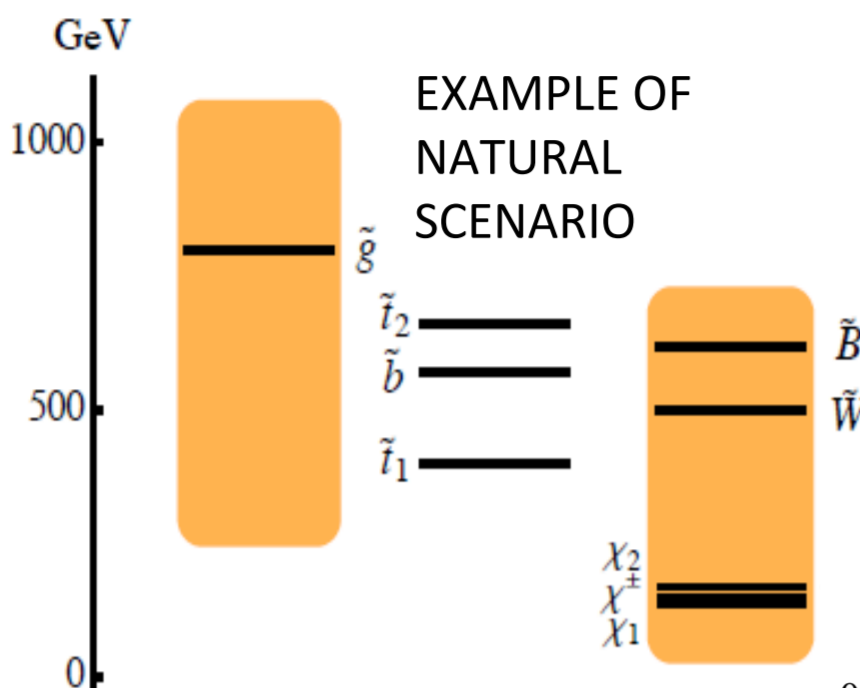 GeV
EXAMPLE OF
NATURAL
SCENARIO
1000
g̃
t̃₂
B̃
b̃
500
W̃
t̃₁
χ₂
χ±
χ₁
0